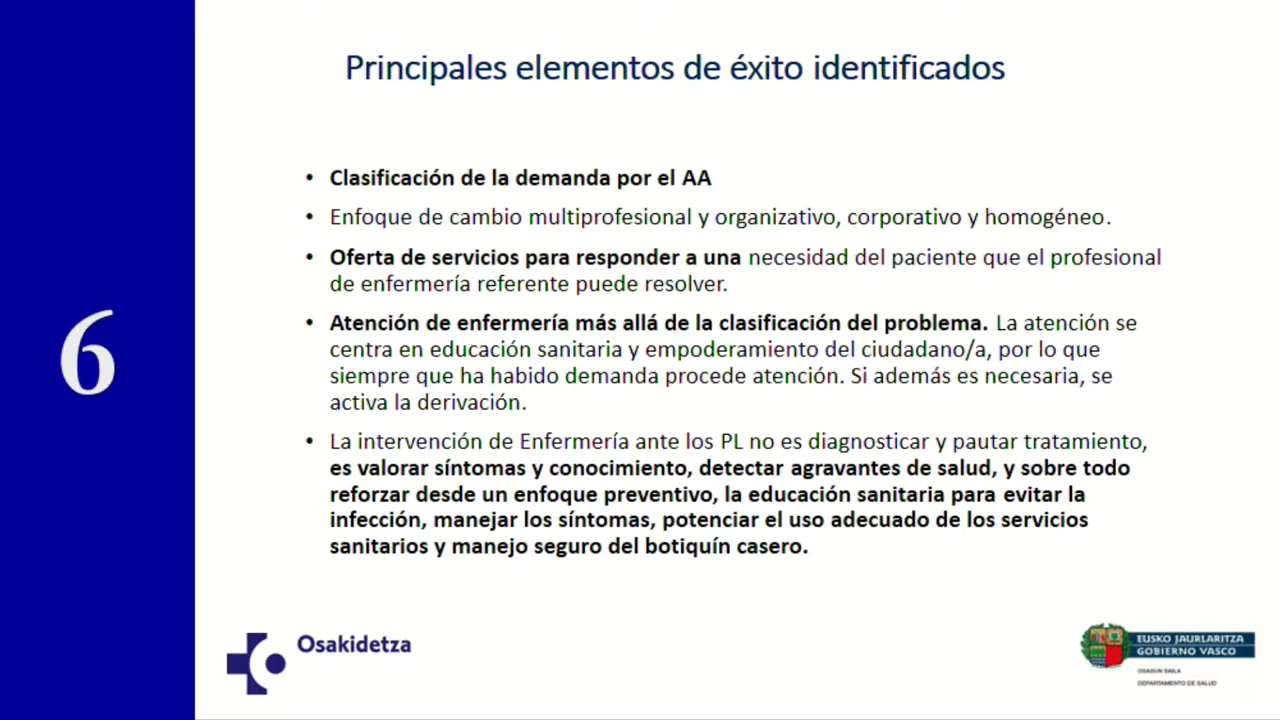 Principales elementos de éxito identificados
• Clasificación de la demanda por el AA
• Enfoque de cambio multiprofesional y organizativo, corporativo y homogéneo.
• Oferta de servicios para responder a una necesidad del paciente que el profesional
de enfermería referente puede resolver.
• Atención de enfermería más allá de la clasificación del problema. La atención se
centra en educación sanitaria y empoderamiento del ciudadano/a, por lo que
siempre que ha habido demanda procede atención. Si además es necesaria, se
activa la derivación.
• La intervención de Enfermería ante los PL no es diagnosticar y pautar tratamiento,
es valorar síntomas y conocimiento, detectar agravantes de salud, y sobre todo
reforzar desde un enfoque preventivo, la educación sanitaria para evitar la
infección, manejar los síntomas, potenciar el uso adecuado de los servicios
sanitarios y manejo seguro del botiquín casero.
6
Osakidetza
EUSKO JAURLARITZA
GOBIERNO VASCO
OSASUN SAILA
DEPARTAMENTO DE SALUD